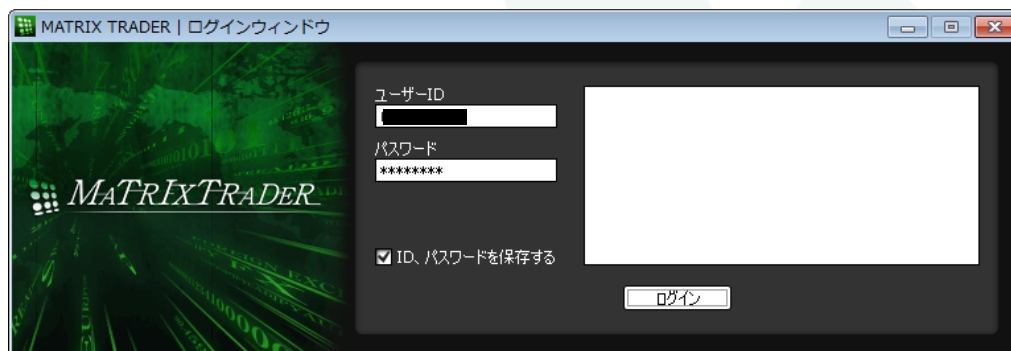 MATRIX TRADER | ログインウィンドウ
ユーザーID
パスワード
********
MATRIXTRADER
ID、パスワードを保存する
ログイン